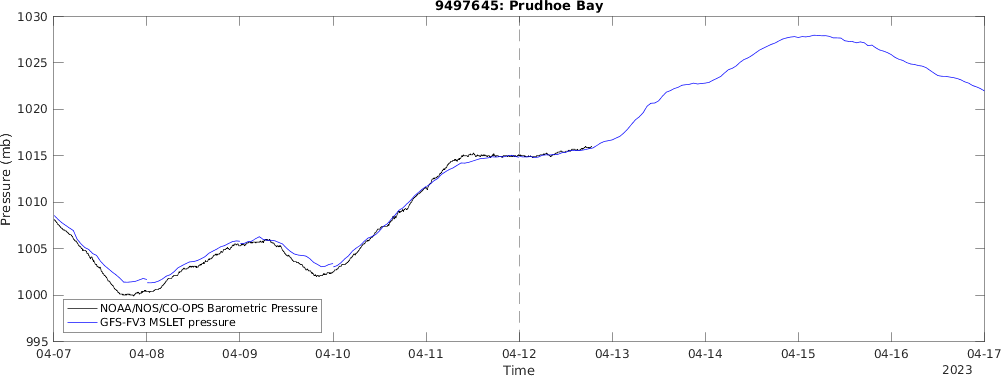 9497645: Prudhoe Bay
1030
1025
1020
1015
1010
1005
1000
995
Pressure (mb)
NOAA/NOS/CO-OPS Barometric Pressure
GFS-FV3 MSLET pressure
04-07 04-08 04-09 04-10 04-11 04-12 04-13 04-14 04-15 04-16 04-17
Time
2023